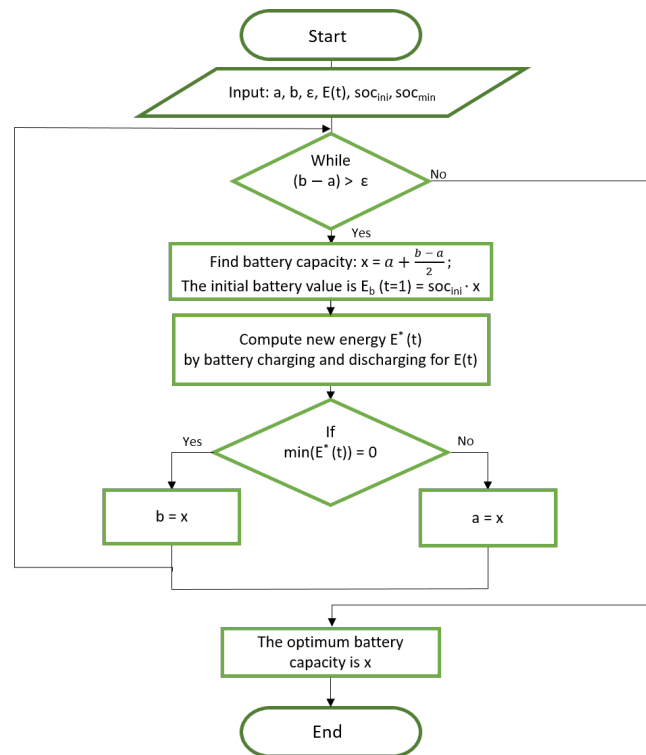 Start
Input: a, b, ε, E(t), soc_ini, soc_min
While
(b − a) > ε
No
Yes
Find battery capacity: x = a + (b − a)/2 ;
The initial battery value is E_b (t=1) = soc_ini · x
Compute new energy E*(t)
by battery charging and discharging for E(t)
If
min(E*(t)) = 0
Yes
No
b = x
a = x
The optimum battery
capacity is x
End